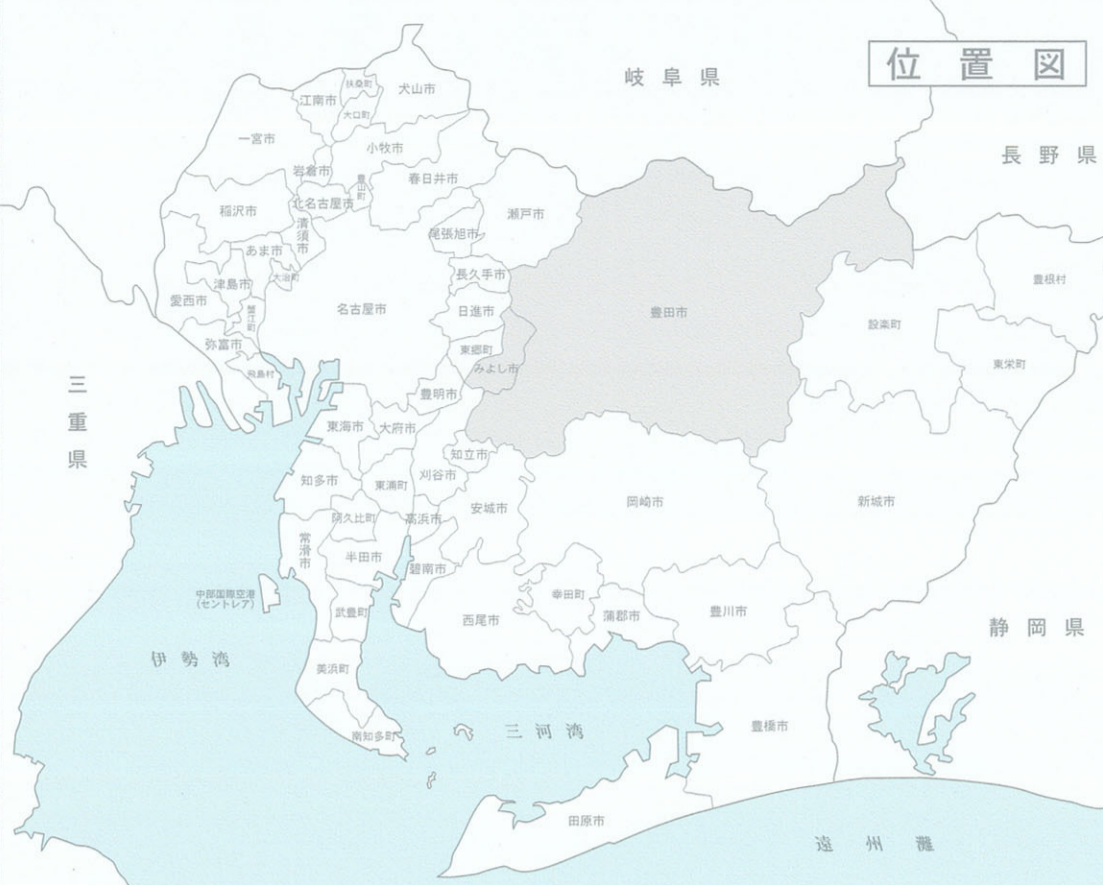 位置図
岐阜県
長野県
三重県
静岡県
犬山市
扶桑町
江南市
大口町
一宮市
小牧市
岩倉市
豊山町
春日井市
北名古屋市
稲沢市
清須市
瀬戸市
尾張旭市
あま市
大治町
長久手市
津島市
愛西市
蟹江町
名古屋市
日進市
豊田市
設楽町
豊根村
弥富市
東郷町
東栄町
飛島村
みよし市
豊明市
東海市
大府市
知立市
知多市
東浦町
刈谷市
安城市
岡崎市
新城市
阿久比町
高浜市
常滑市
半田市
碧南市
中部国際空港
(セントレア)
武豊町
西尾市
幸田町
蒲郡市
豊川市
伊勢湾
美浜町
南知多町
三河湾
豊橋市
田原市
遠州灘